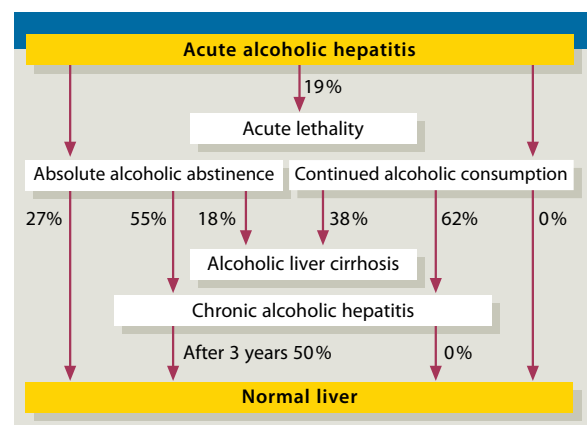 Acute alcoholic hepatitis
19%
Acute lethality
Absolute alcoholic abstinence Continued alcoholic consumption
27% 55% 18% 38% 62% 0%
Alcoholic liver cirrhosis
Chronic alcoholic hepatitis
After 3 years 50% 0%
Normal liver